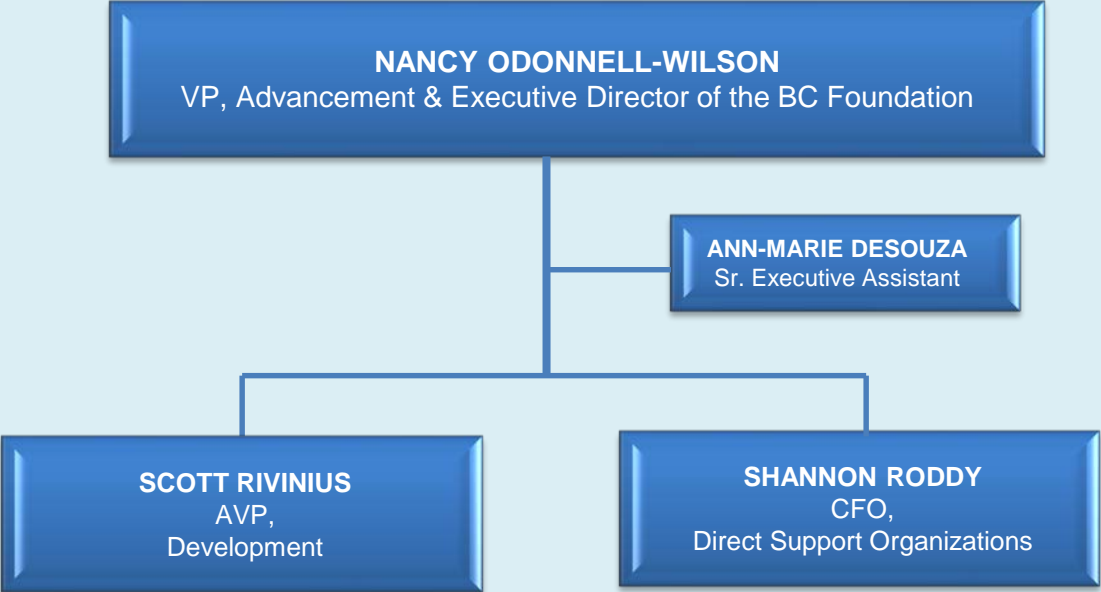 NANCY ODONNELL-WILSON
VP, Advancement & Executive Director of the BC Foundation
ANN-MARIE DESOUZA
Sr. Executive Assistant
SCOTT RIVINIUS
AVP,
Development
SHANNON RODDY
CFO,
Direct Support Organizations